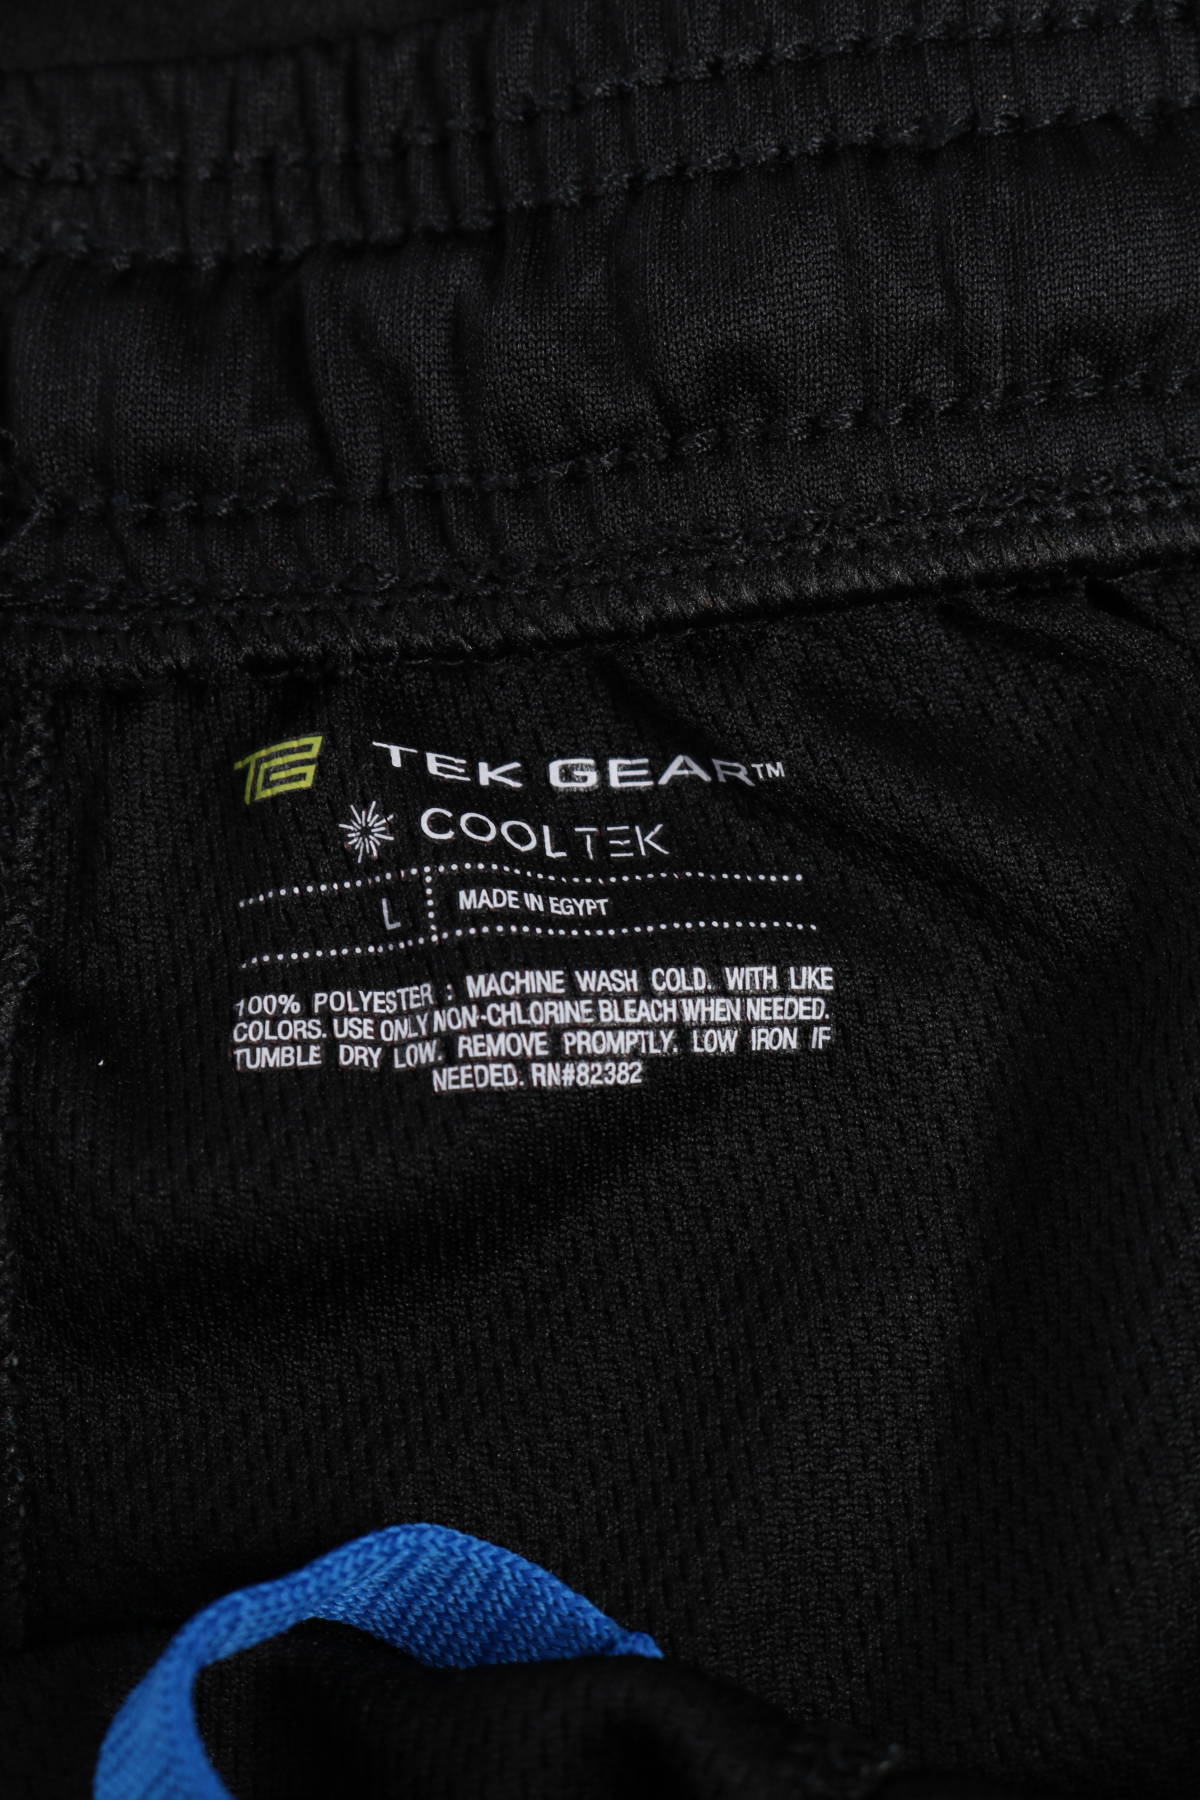 TEK GEAR™
COOLTEK
L MADE IN EGYPT
100% POLYESTER : MACHINE WASH COLD. WITH LIKE
COLORS. USE ONLY NON-CHLORINE BLEACH WHEN NEEDED.
TUMBLE DRY LOW. REMOVE PROMPTLY. LOW IRON IF
NEEDED. RN#82382